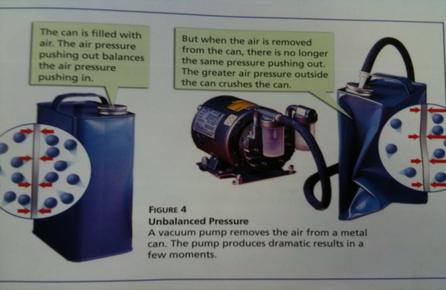 The can is filled with
air. The air pressure
pushing out balances
the air pressure
pushing in.
But when the air is removed
from the can, there is no longer
the same pressure pushing out.
The greater air pressure outside
the can crushes the can.
FIGURE 4
Unbalanced Pressure
A vacuum pump removes the air from a metal
can. The pump produces dramatic results in a
few moments.